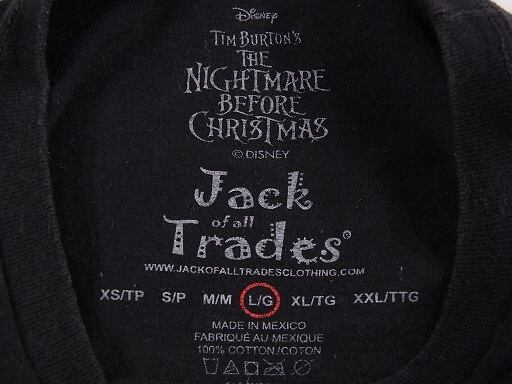 Disney
TIM BURTON'S
THE
NIGHTMARE
BEFORE
CHRISTMAS
© DISNEY
Jack
of all
Trades®
WWW.JACKOFALLTRADESCLOTHING.COM
XS/TP S/P M/M L/G XL/TG XXL/TTG
MADE IN MEXICO
FABRIQUÉ AU MEXIQUE
100% COTTON/COTON